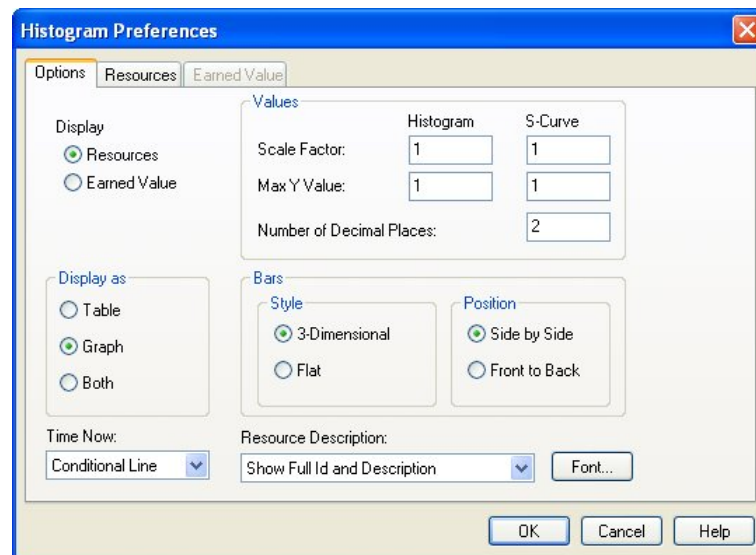 Histogram Preferences
Options Resources Earned Value
Display
Resources
Earned Value
Values
Histogram S-Curve
Scale Factor: 1 1
Max Y Value: 1 1
Number of Decimal Places: 2
Display as
Table
Graph
Both
Bars
Style
3-Dimensional
Flat
Position
Side by Side
Front to Back
Time Now:
Conditional Line
Resource Description:
Show Full Id and Description
Font...
OK Cancel Help